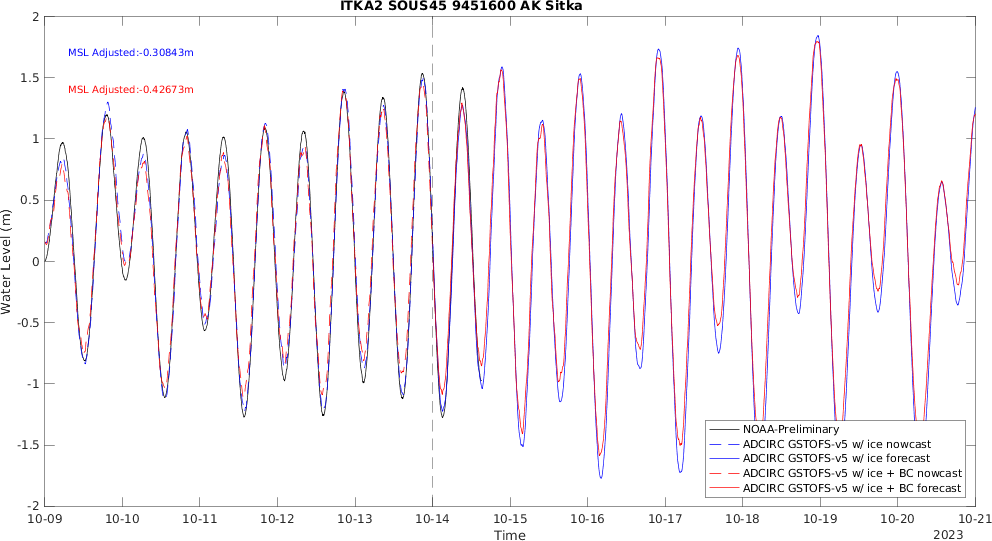 ITKA2 SOUS45 9451600 AK Sitka
MSL Adjusted:-0.30843m
MSL Adjusted:-0.42673m
Water Level (m)
2
1.5
1
0.5
0
-0.5
-1
-1.5
-2
NOAA-Preliminary
ADCIRC GSTOFS-v5 w/ ice nowcast
ADCIRC GSTOFS-v5 w/ ice forecast
ADCIRC GSTOFS-v5 w/ ice + BC nowcast
ADCIRC GSTOFS-v5 w/ ice + BC forecast
10-09 10-10 10-11 10-12 10-13 10-14 10-15 10-16 10-17 10-18 10-19 10-20 10-21
Time
2023